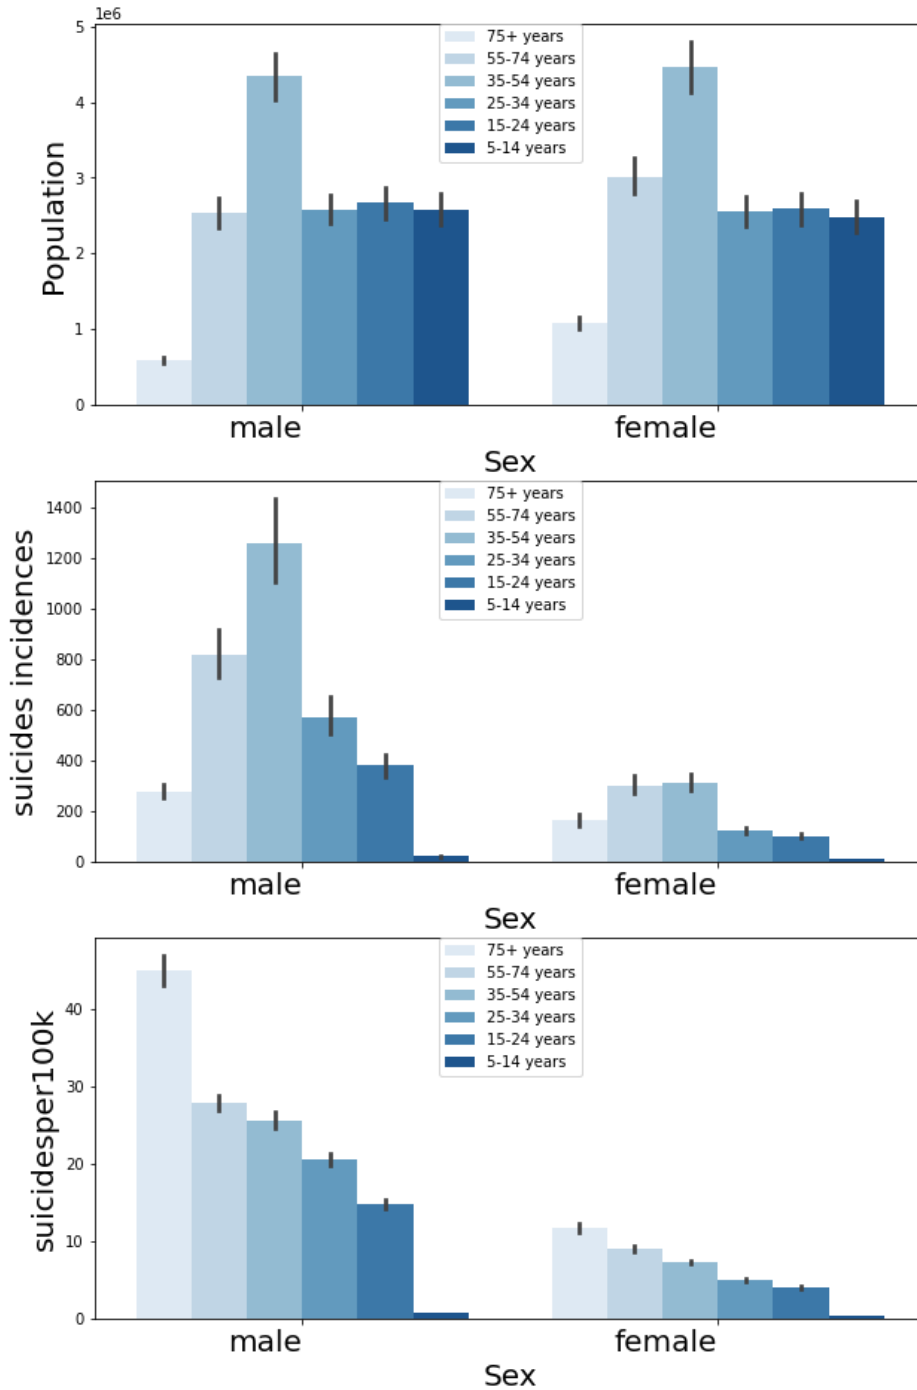 1e6
5
4
3
2
1
0
Population
75+ years
55-74 years
35-54 years
25-34 years
15-24 years
5-14 years
male
female
Sex
1400
1200
1000
800
600
400
200
0
suicides incidences
75+ years
55-74 years
35-54 years
25-34 years
15-24 years
5-14 years
male
female
Sex
40
30
20
10
0
suicidesper100k
75+ years
55-74 years
35-54 years
25-34 years
15-24 years
5-14 years
male
female
Sex